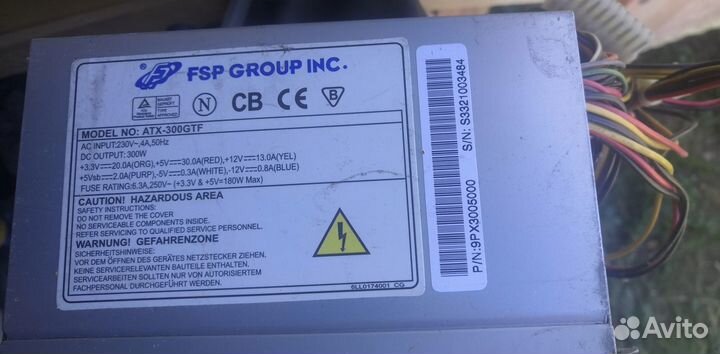 FSP GROUP INC.
N CB CE B
MODEL NO: ATX-300GTF
AC INPUT:230V~,4A,50Hz
DC OUTPUT: 300W
+3.3V⎓20.0A(ORG), +5V⎓30.0A(RED), +12V⎓13.0A(YEL)
+5Vsb⎓2.0A(PURP), -5V⎓0.3A(WHITE), -12V⎓0.8A(BLUE)
FUSE RATING:6.3A,250V~ (+3.3V & +5V=180W Max)
CAUTION! HAZARDOUS AREA
SAFETY INSTRUCTIONS:
DO NOT REMOVE THIS COVER.
NO SERVICEABLE COMPONENTS INSIDE.
REFER SERVICING TO QUALIFIED SERVICE PERSONNEL.
WARNUNG! GEFAHRENZONE
SICHERHEITSHINWEISE:
VOR DEM ÖFFNEN DES GERÄTES NETZSTECKER ZIEHEN.
KEINE SERVICERELEVANTEN BAUTEILE ENTHALTEN.
SERVICEARBEITEN SOLLTEN NUR VON AUTORISIERTEM
FACHPERSONAL DURCHGEFÜHRT WERDEN.
6LL0174001 CG
P/N:9PX3005000
S/N: S3321003484
Avito